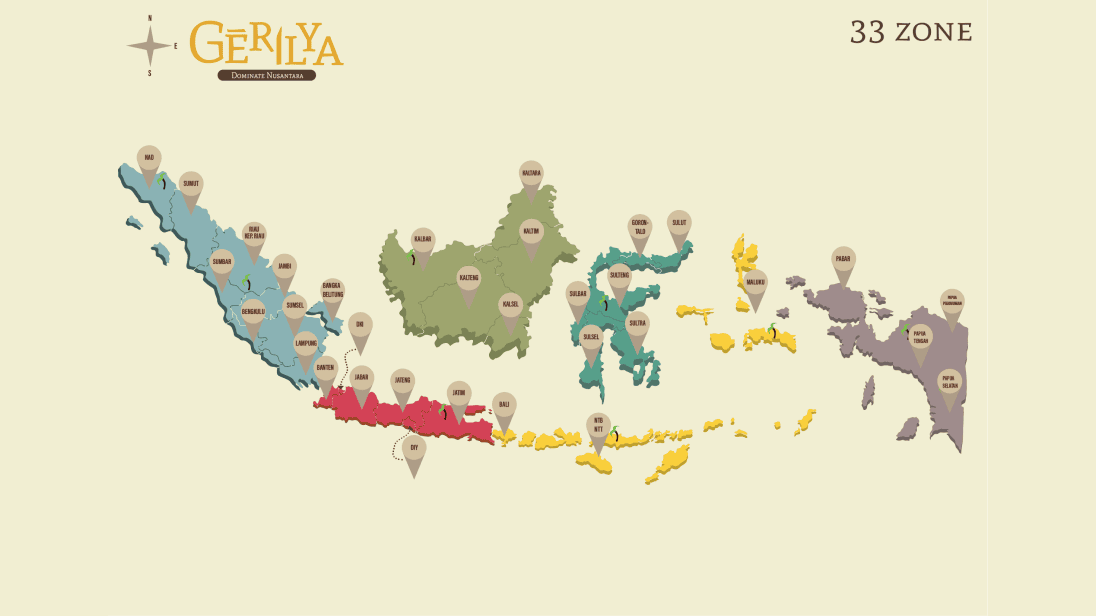 N
E
S
GERILYA
DOMINATE NUSANTARA
33 ZONE
NAD
SUMUT
RIAU
KEP. RIAU
SUMBAR
JAMBI
BANGKA
BELITUNG
BENGKULU
SUMSEL
LAMPUNG
BANTEN
DKI
JABAR
JATENG
DIY
JATIM
BALI
NTB
NTT
KALTARA
KALBAR
KALTIM
KALTENG
KALSEL
GORON-
TALO
SULUT
SULTENG
SULBAR
SULSEL
SULTRA
MALUKU
PABAR
PAPUA
PAPUA
TENGAH
PAPUA
SELATAN